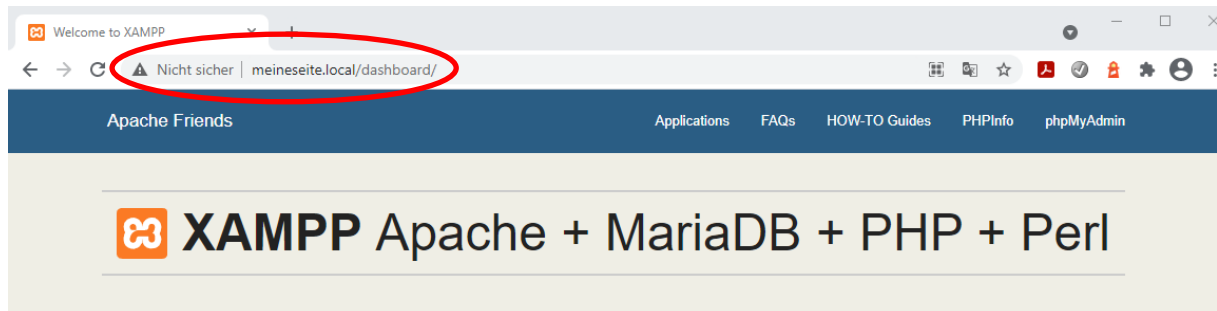 Welcome to XAMPP
Nicht sicher | meineseite.local/dashboard/
Apache Friends Applications FAQs HOW-TO Guides PHPInfo phpMyAdmin
XAMPP Apache + MariaDB + PHP + Perl